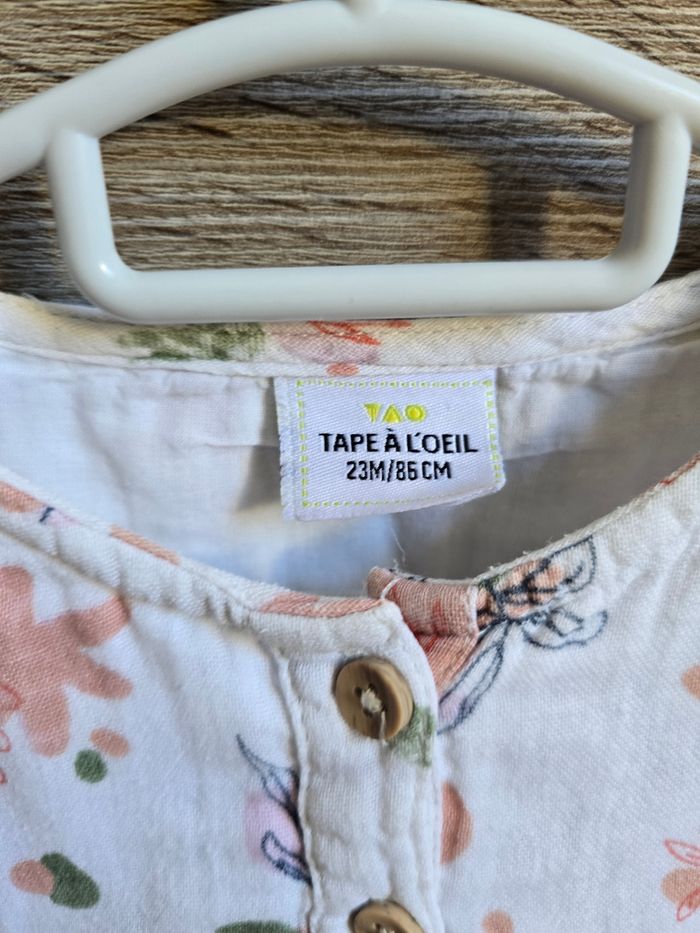 TAO
TAPE À L'OEIL
23M/86CM